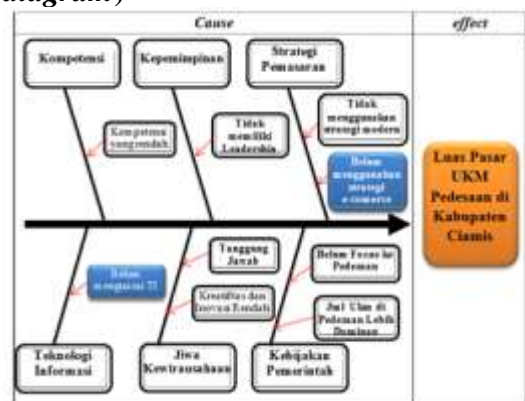 diagram)
Cause
effect
Kompetensi
Kepemimpinan
Strategi
Pemasaran
Kompetensi
yang rendah
Tidak
memiliki
Leadership
Tidak
menggunakan
strategi modern
Belum
menggunakan
strategi
e-comerce
Luas Pasar
UKM
Pedesaan di
Kabupaten
Ciamis
Belum
menguasai TI
Tanggung
Jawab
Kreatifitas dan
Inovasi Rendah
Belum Focus ke
Pedesaan
Jml Ukm di
Pedesaan Lebih
Dominan
Teknologi
Informasi
Jiwa
Kewirausahaan
Kebijakan
Pemerintah